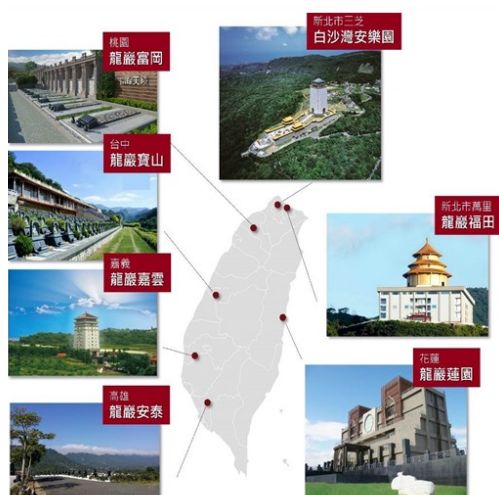 新北市三芝
白沙灣安樂園
桃園
龍巖富岡
台中
龍巖寶山
新北市萬里
龍巖福田
嘉義
龍巖嘉雲
花蓮
龍巖蓮園
高雄
龍巖安泰